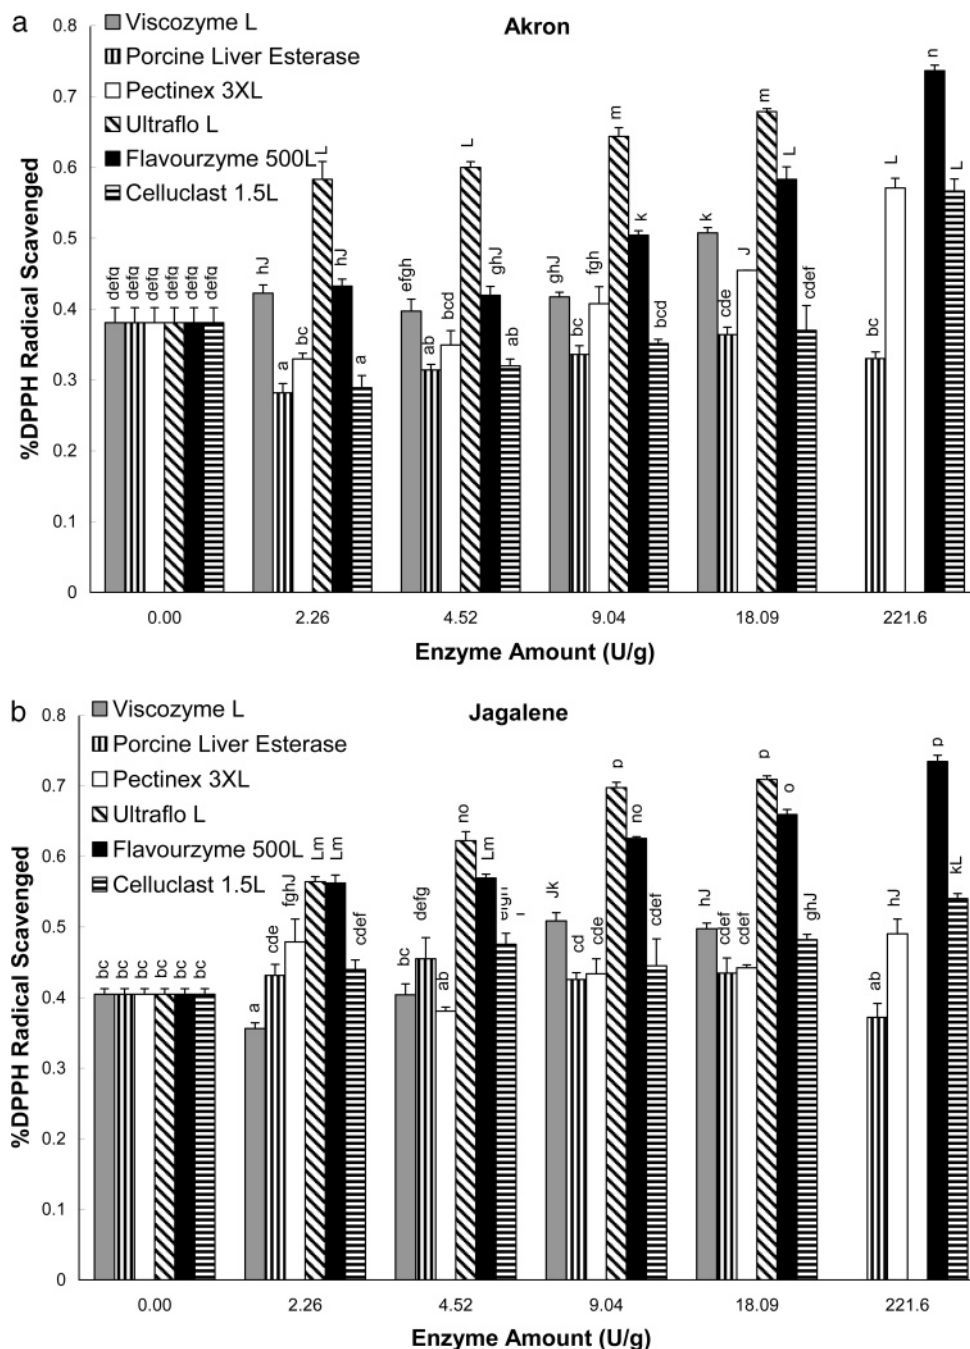 a
Akron
0.8
0.7
0.6
0.5
0.4
0.3
0.2
0.1
0
%DPPH Radical Scavenged
Viscozyme L
Porcine Liver Esterase
Pectinex 3XL
Ultraflo L
Flavourzyme 500L
Celluclast 1.5L
defg defg defg defg defg defg
hJ a bc L hJ a
efgh ab bcd L ghJ ab
ghJ bc fgh m k bcd
k cde J m L cdef
bc L n L
0.00 2.26 4.52 9.04 18.09 221.6
Enzyme Amount (U/g)
b
Jagalene
0.8
0.7
0.6
0.5
0.4
0.3
0.2
0.1
0
%DPPH Radical Scavenged
Viscozyme L
Porcine Liver Esterase
Pectinex 3XL
Ultraflo L
Flavourzyme 500L
Celluclast 1.5L
bc bc bc bc bc bc
a cde fghJ Lm Lm cdef
bc defg ab no Lm
Jk cd cde p no cdef
hJ cdef cdef p o ghJ
ab hJ p kL
0.00 2.26 4.52 9.04 18.09 221.6
Enzyme Amount (U/g)